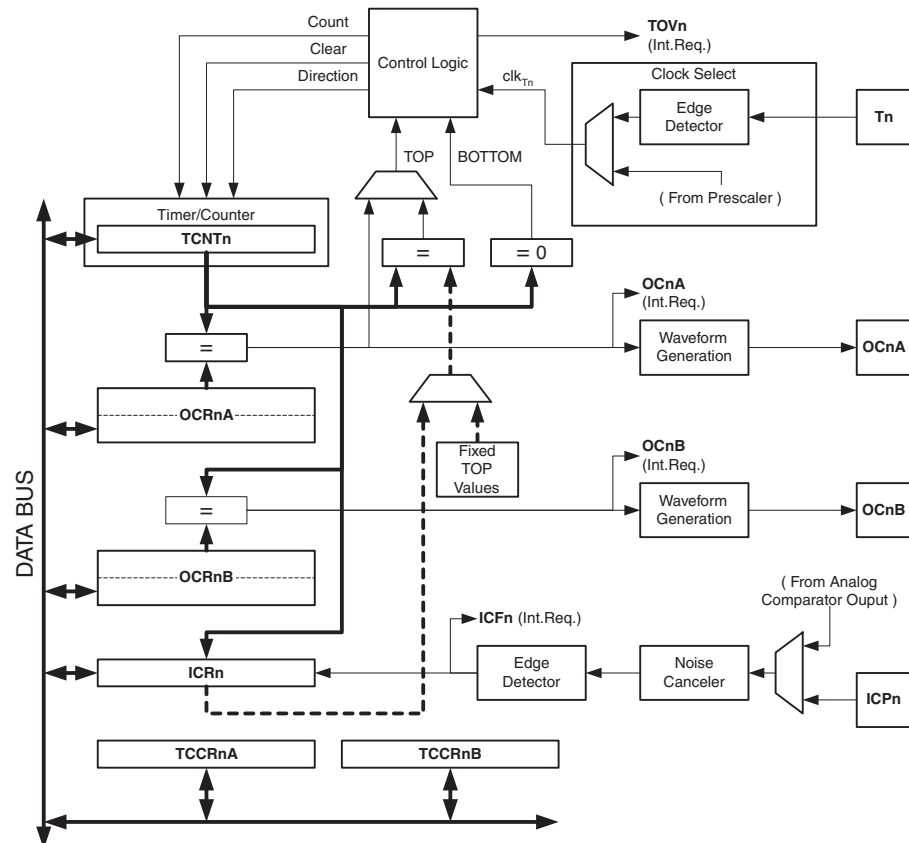 Count
Clear
Direction
Control Logic
TOVn
(Int.Req.)
clkTn
Clock Select
Edge
Detector
Tn
( From Prescaler )
TOP
BOTTOM
Timer/Counter
TCNTn
=
= 0
=
OCRnA
OCnA
(Int.Req.)
Waveform
Generation
OCnA
Fixed
TOP
Values
OCnB
(Int.Req.)
Waveform
Generation
OCnB
=
OCRnB
DATA BUS
( From Analog
Comparator Ouput )
ICFn (Int.Req.)
ICRn
Edge
Detector
Noise
Canceler
ICPn
TCCRnA
TCCRnB